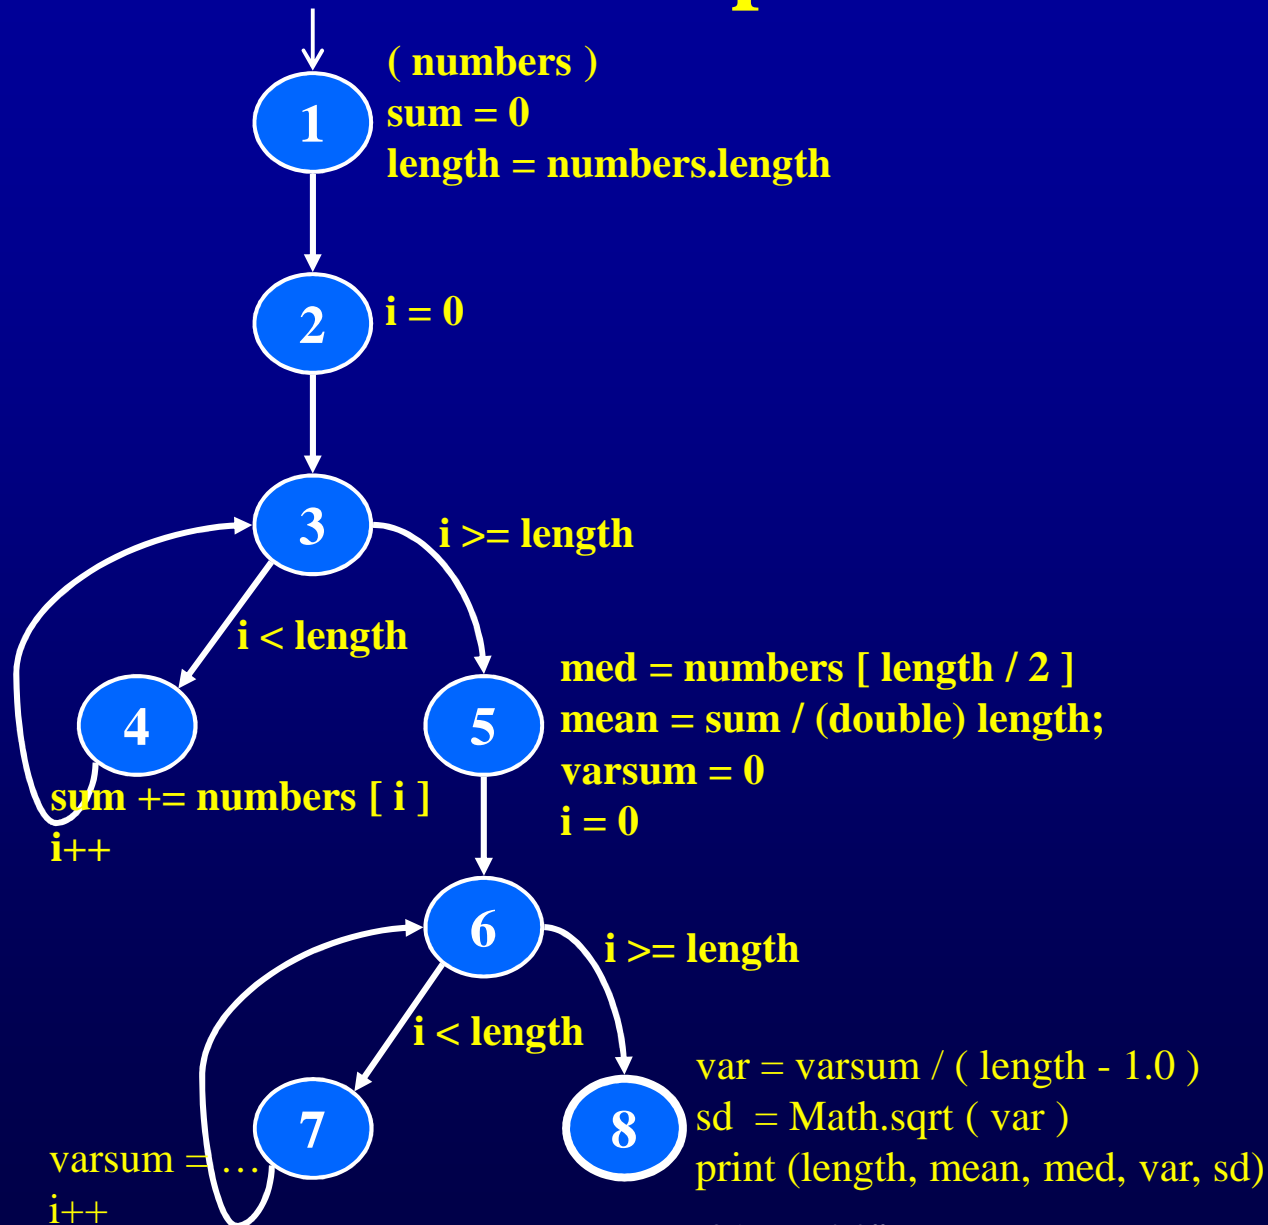 ( numbers )
1
sum = 0
length = numbers.length
2
i = 0
3
i >= length
i < length
med = numbers [ length / 2 ]
4
5
mean = sum / (double) length;
varsum = 0
sum += numbers [ i ]
i = 0
i++
6
i >= length
i < length
var = varsum / ( length - 1.0 )
7
8
sd = Math.sqrt ( var )
varsum = …
print (length, mean, med, var, sd)
i++